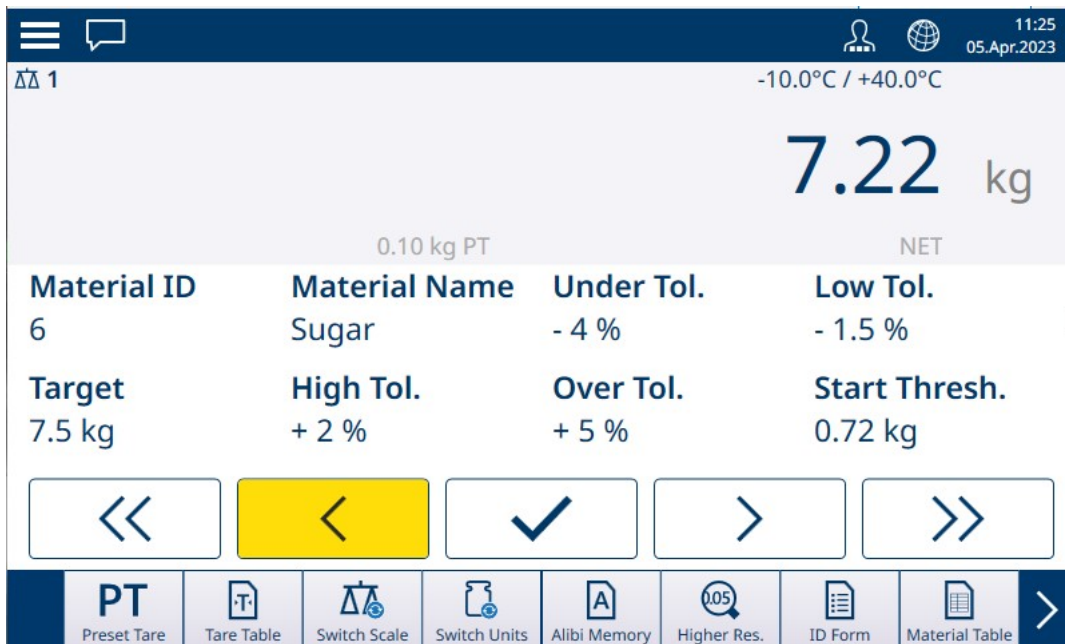 11:25
05.Apr.2023
1
-10.0°C / +40.0°C
7.22 kg
0.10 kg PT NET
Material ID Material Name Under Tol. Low Tol.
6 Sugar - 4 % - 1.5 %
Target High Tol. Over Tol. Start Thresh.
7.5 kg + 2 % + 5 % 0.72 kg
PT T A 0.05
Preset Tare Tare Table Switch Scale Switch Units Alibi Memory Higher Res. ID Form Material Table